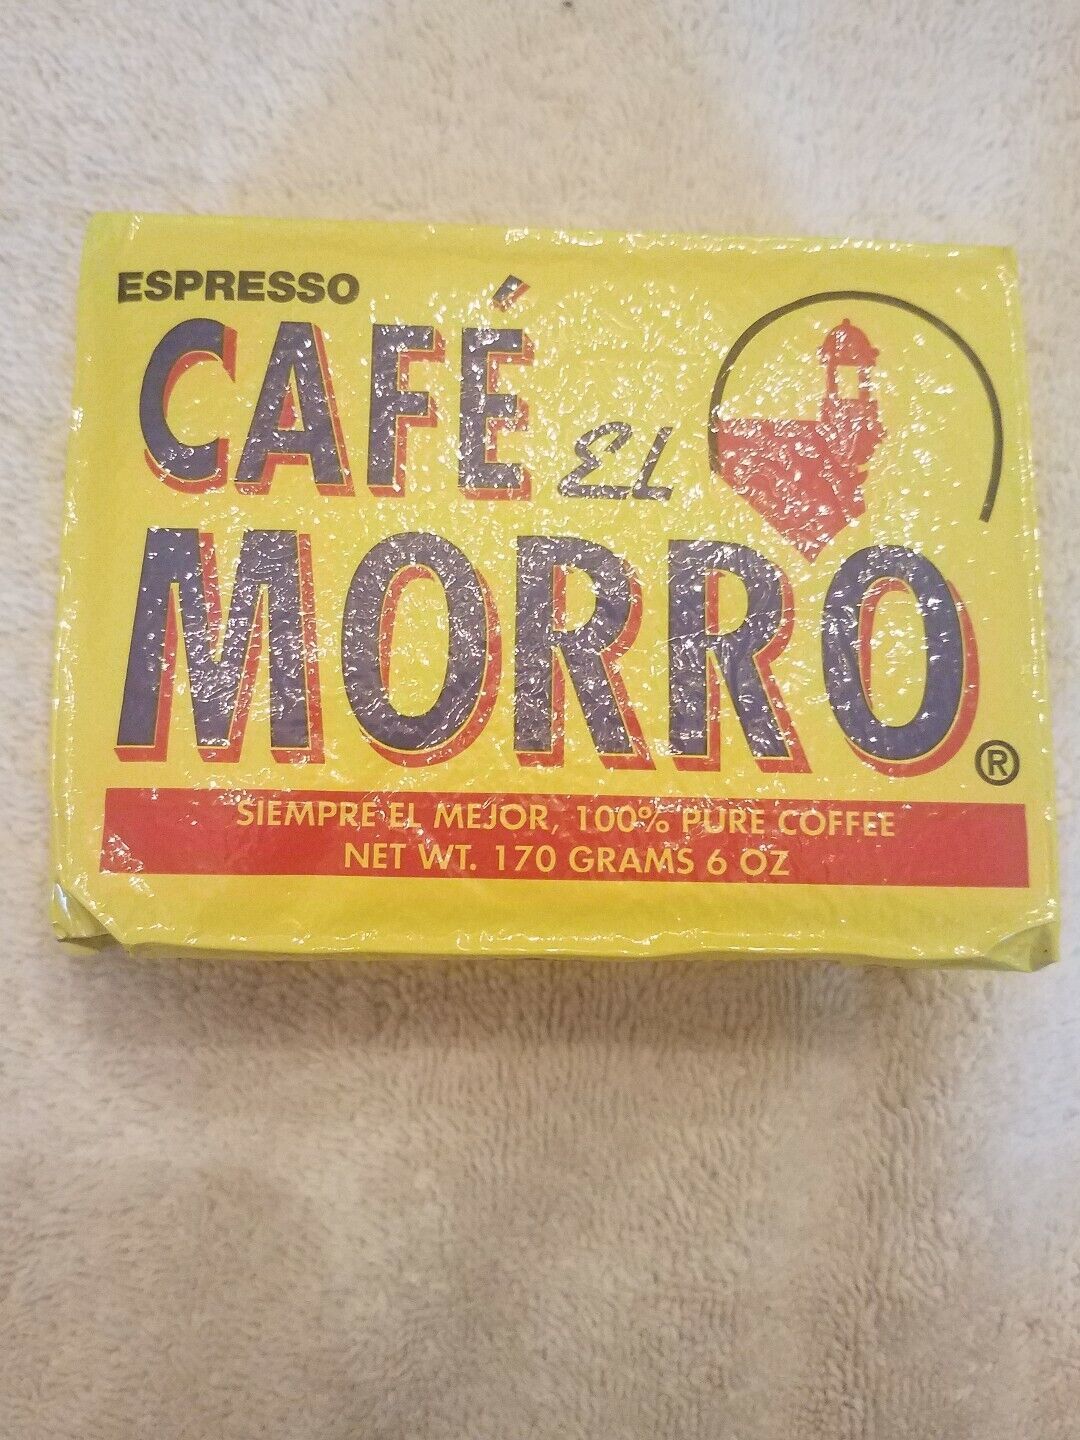 ESPRESSO
CAFÉ EL
MORRO®
SIEMPRE EL MEJOR, 100% PURE COFFEE
NET WT. 170 GRAMS 6 OZ